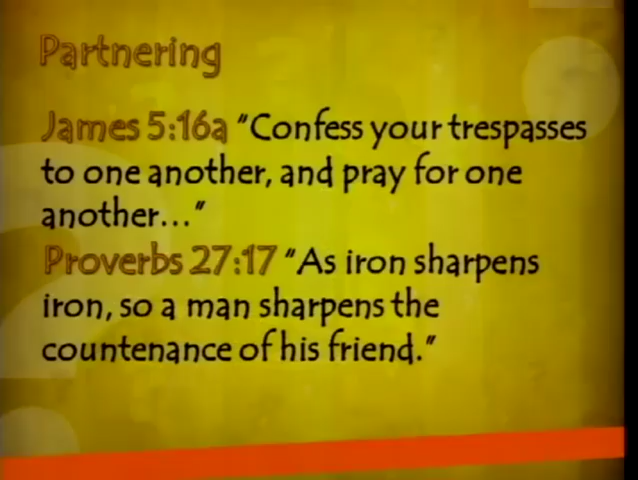 Partnering
James 5:16a "Confess your trespasses
to one another, and pray for one
another..."
Proverbs 27:17 "As iron sharpens
iron, so a man sharpens the
countenance of his friend."